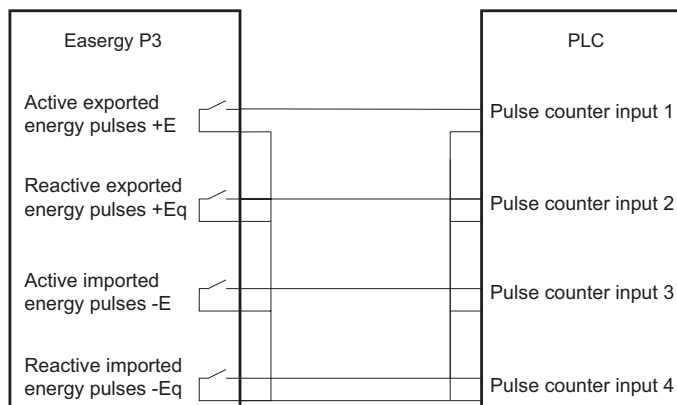 Easergy P3
PLC
Active exported
energy pulses +E
Pulse counter input 1
Reactive exported
energy pulses +Eq
Pulse counter input 2
Active imported
energy pulses -E
Pulse counter input 3
Reactive imported
energy pulses -Eq
Pulse counter input 4